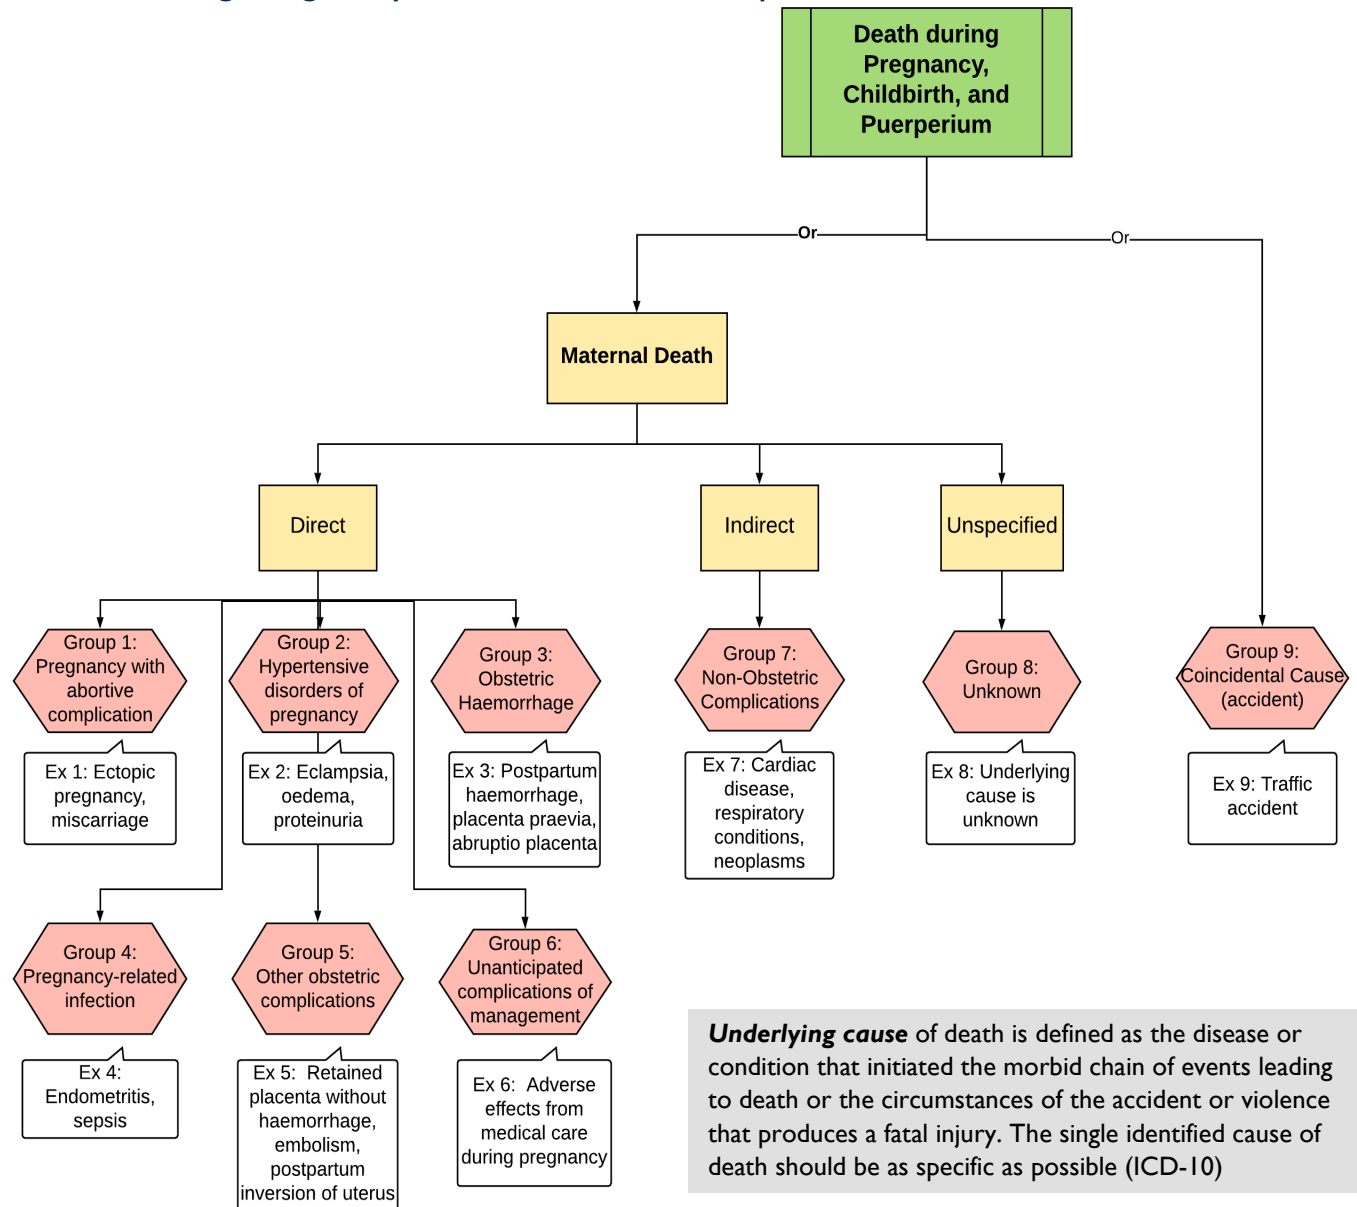 Death during
Pregnancy,
Childbirth, and
Puerperium
Or
Or
Maternal Death
Direct
Indirect
Unspecified
Group 1:
Pregnancy with
abortive
complication
Group 2:
Hypertensive
disorders of
pregnancy
Group 3:
Obstetric
Haemorrhage
Group 7:
Non-Obstetric
Complications
Group 8:
Unknown
Group 9:
Coincidental Cause
(accident)
Ex 1: Ectopic
pregnancy,
miscarriage
Ex 2: Eclampsia,
oedema,
proteinuria
Ex 3: Postpartum
haemorrhage,
placenta praevia,
abruptio placenta
Ex 7: Cardiac
disease,
respiratory
conditions,
neoplasms
Ex 8: Underlying
cause is
unknown
Ex 9: Traffic
accident
Group 4:
Pregnancy-related
infection
Group 5:
Other obstetric
complications
Group 6:
Unanticipated
complications of
management
Ex 4:
Endometritis,
sepsis
Ex 5: Retained
placenta without
haemorrhage,
embolism,
postpartum
inversion of uterus
Ex 6: Adverse
effects from
medical care
during pregnancy
Underlying cause of death is defined as the disease or
condition that initiated the morbid chain of events leading
to death or the circumstances of the accident or violence
that produces a fatal injury. The single identified cause of
death should be as specific as possible (ICD-10)